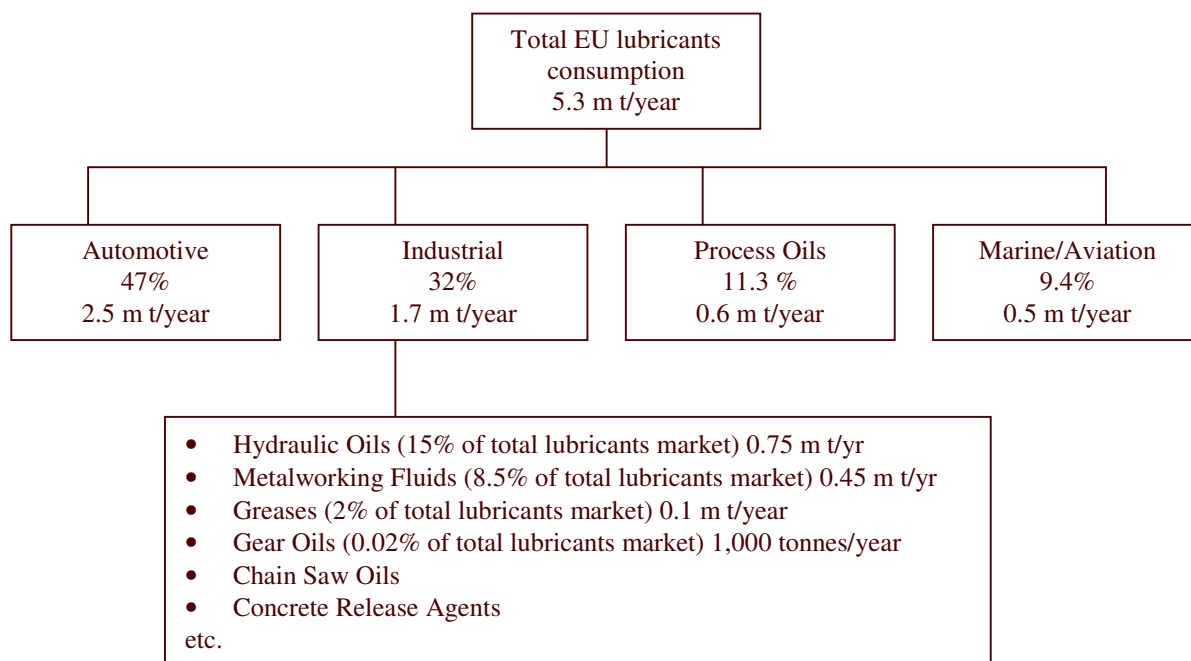 Total EU lubricants
consumption
5.3 m t/year
Automotive
47%
2.5 m t/year
Industrial
32%
1.7 m t/year
Process Oils
11.3 %
0.6 m t/year
Marine/Aviation
9.4%
0.5 m t/year
• Hydraulic Oils (15% of total lubricants market) 0.75 m t/yr
• Metalworking Fluids (8.5% of total lubricants market) 0.45 m t/yr
• Greases (2% of total lubricants market) 0.1 m t/year
• Gear Oils (0.02% of total lubricants market) 1,000 tonnes/year
• Chain Saw Oils
• Concrete Release Agents
etc.